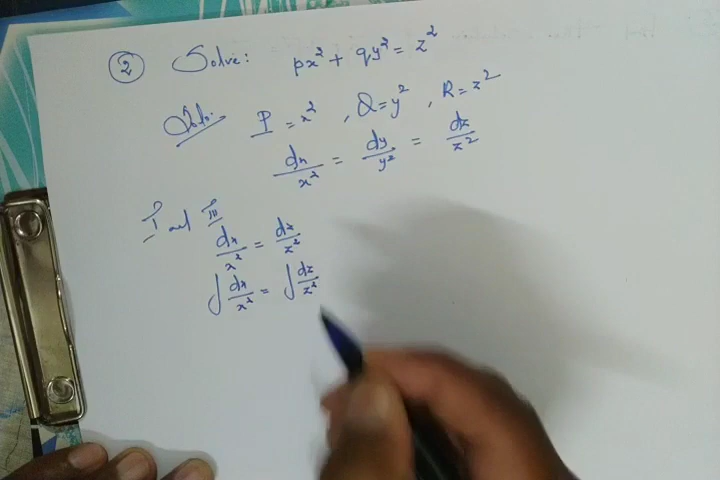 ② Solve: px² + qy² = z²
Soln: P = x², Q = y², R = z²
dx/x² = dy/y² = dz/z²
I and III
dx/x² = dz/z²
∫ dx/x² = ∫ dz/z²